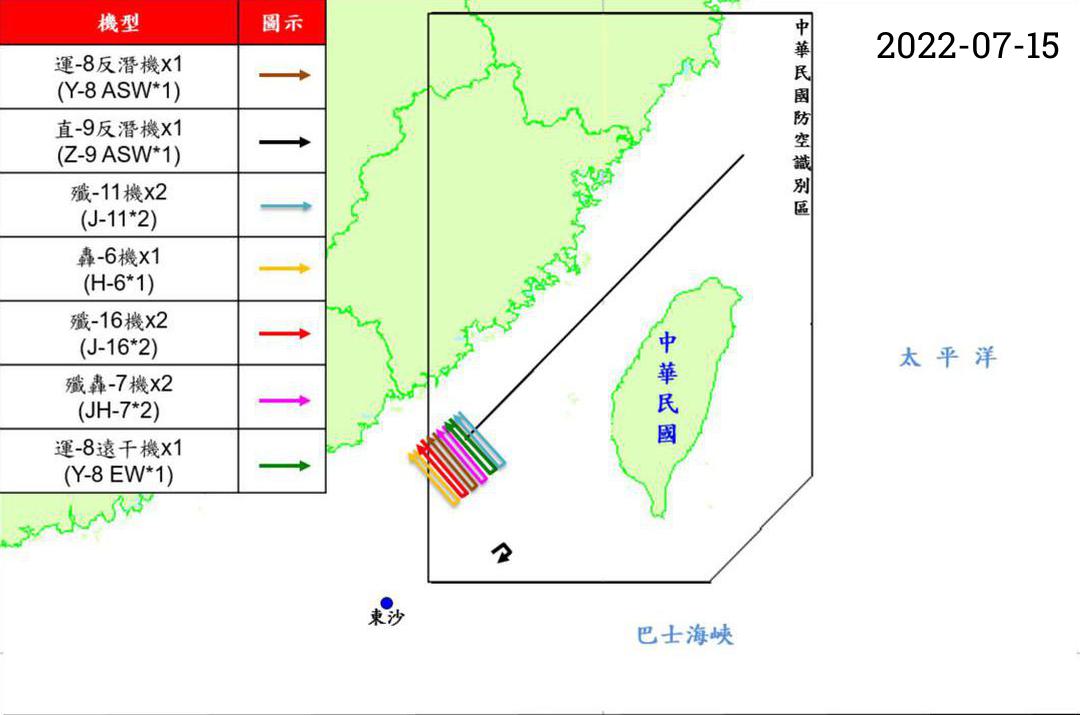 機型 圖示
運-8反潛機x1
(Y-8 ASW*1)
直-9反潛機x1
(Z-9 ASW*1)
殲-11機x2
(J-11*2)
轟-6機x1
(H-6*1)
殲-16機x2
(J-16*2)
殲轟-7機x2
(JH-7*2)
運-8遠干機x1
(Y-8 EW*1)
中華民國防空識別區
2022-07-15
中華民國
太平洋
東沙
巴士海峽